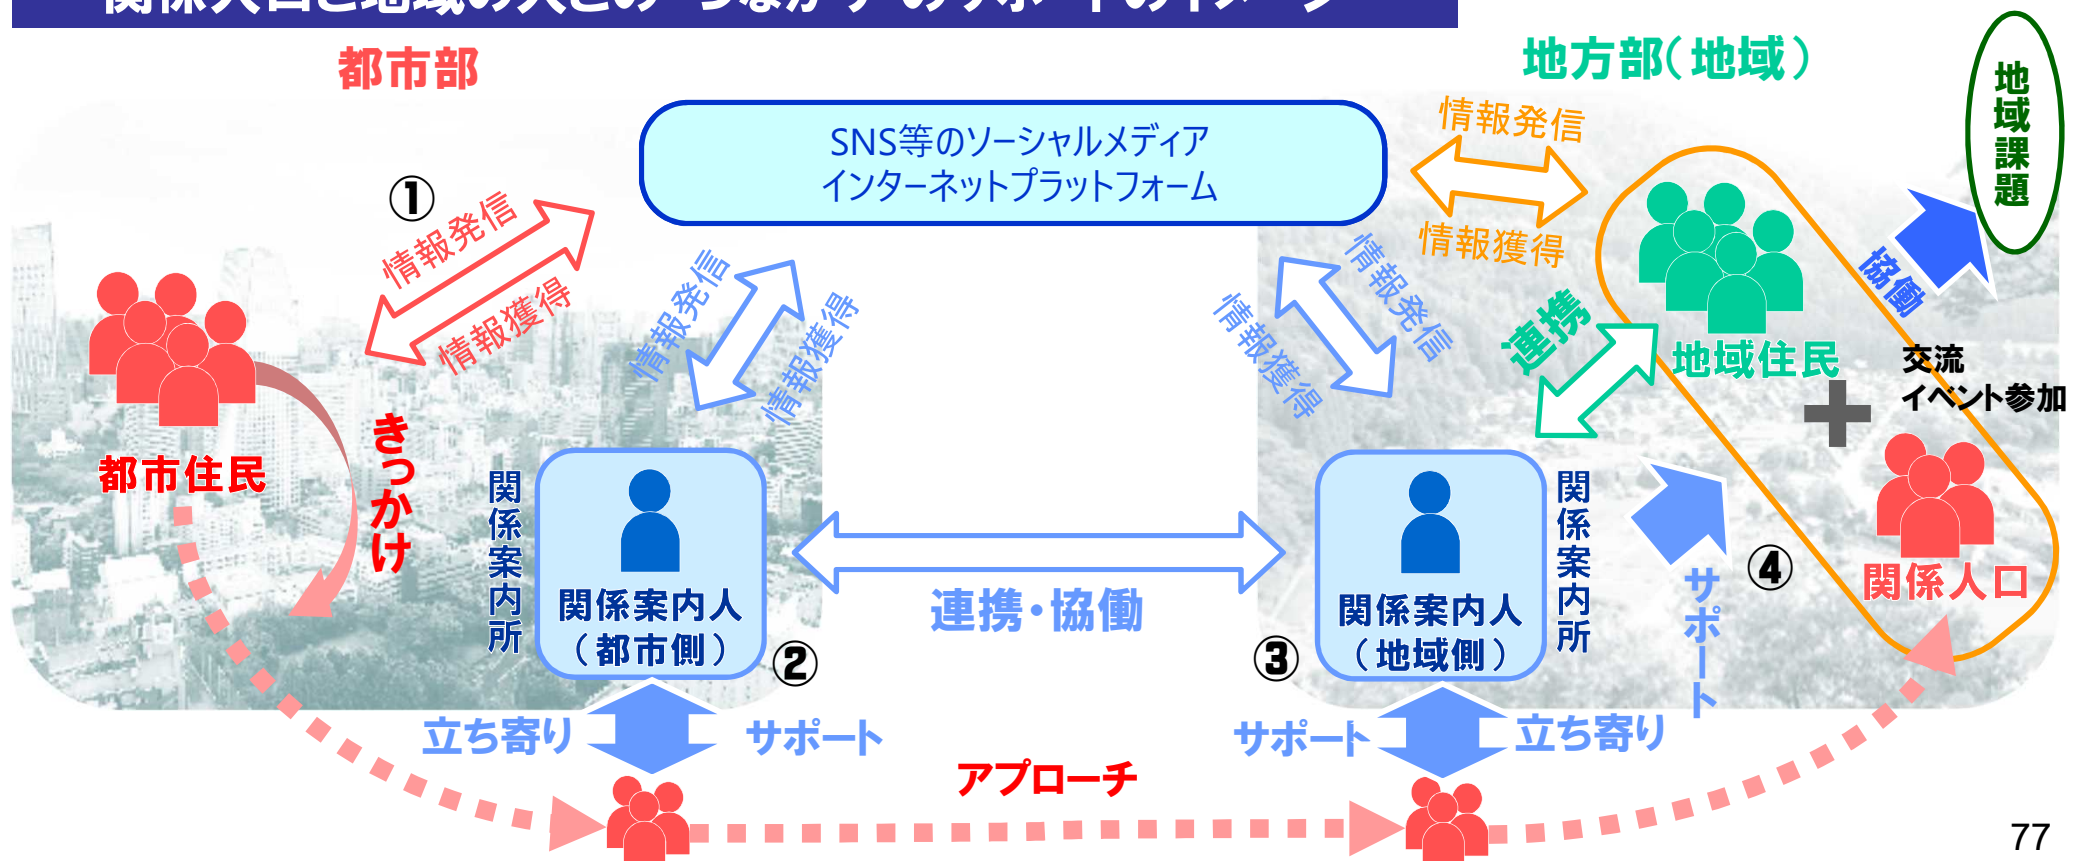 都市部
地方部(地域)
地域課題
SNS等のソーシャルメディア
インターネットプラットフォーム
①
情報発信
情報獲得
情報発信
情報獲得
情報発信
情報獲得
情報発信
情報獲得
協働
連携
地域住民
交流
イベント参加
都市住民
きっかけ
関係案内所
関係案内人
(都市側)
②
連携・協働
③
関係案内人
(地域側)
関係案内所
サポート
④
関係人口
立ち寄り
サポート
サポート
立ち寄り
アプローチ
77